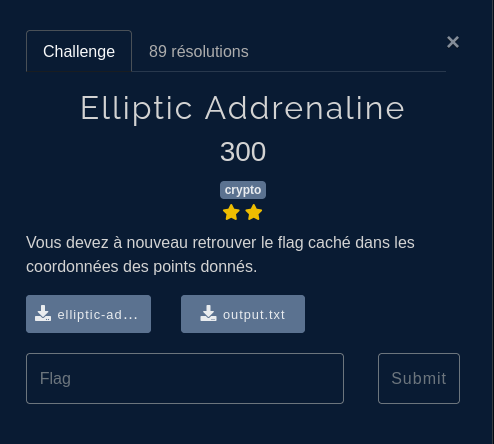 Challenge
89 résolutions
×
Elliptic Addrenaline
300
crypto
Vous devez à nouveau retrouver le flag caché dans les
coordonnées des points donnés.
elliptic-ad...
output.txt
Flag
Submit